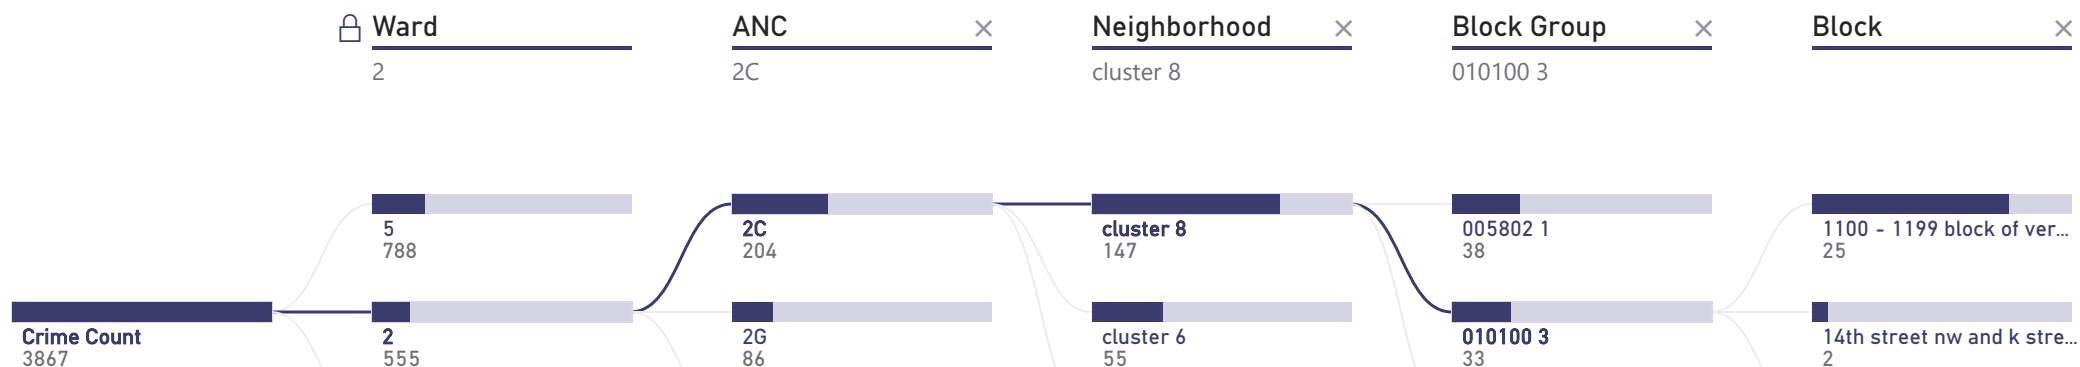 Ward
ANC
Neighborhood
Block Group
Block
2
2C
cluster 8
010100 3
5
788
2C
204
cluster 8
147
005802 1
38
1100 - 1199 block of ver...
25
Crime Count
3867
2
555
2G
86
cluster 6
55
010100 3
33
14th street nw and k stre...
2